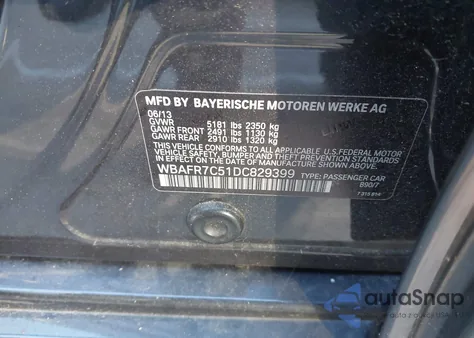 MFD BY BAYERISCHE MOTOREN WERKE AG
06/13
GVWR 5181 lbs 2350 kg
GAWR FRONT 2491 lbs 1130 kg
GAWR REAR 2910 lbs 1320 kg
THIS VEHICLE CONFORMS TO ALL APPLICABLE U.S. FEDERAL MOTOR
VEHICLE SAFETY, BUMPER, AND THEFT PREVENTION STANDARDS
IN EFFECT ON THE DATE OF MANUFACTURE SHOWN ABOVE.
WBAFR7C51DC829399 TYPE: PASSENGER CAR
890/7
autoSnap